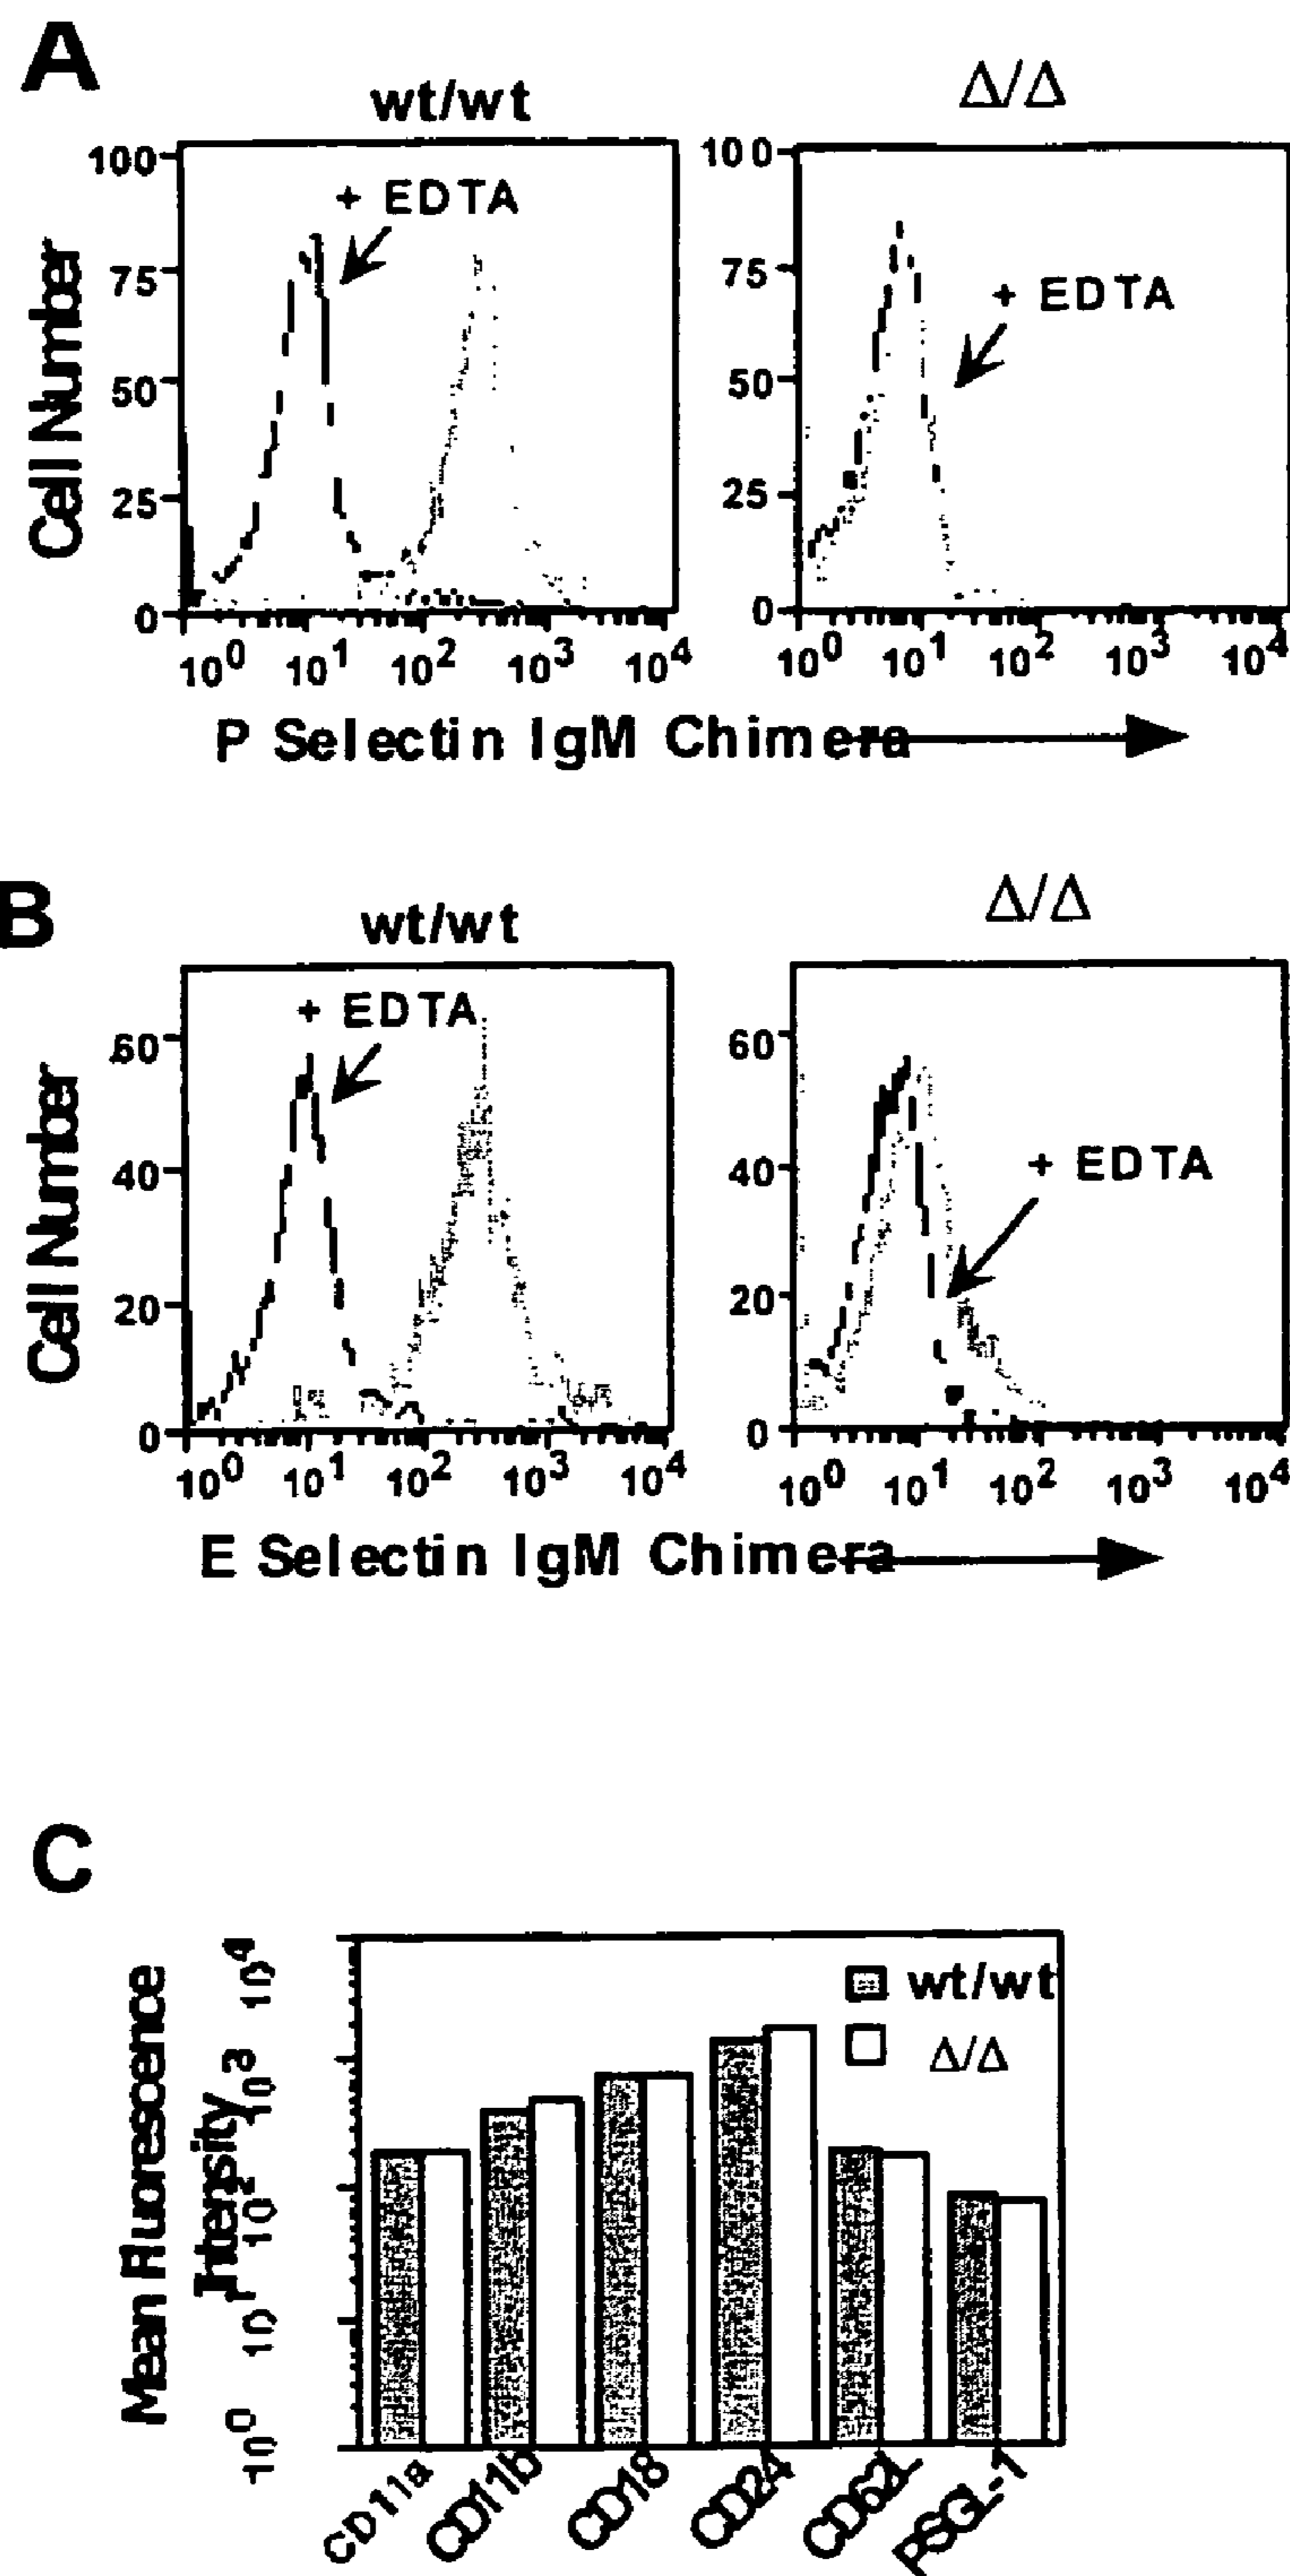 A
wt/wt
Δ/Δ
100
75
50
25
0
+ EDTA
Cell Number
10⁰ 10¹ 10² 10³ 10⁴
100
75
50
25
0
+ EDTA
10⁰ 10¹ 10² 10³ 10⁴
P Selectin IgM Chimera
B
wt/wt
Δ/Δ
60
40
20
0
+ EDTA
Cell Number
10⁰ 10¹ 10² 10³ 10⁴
60
40
20
0
+ EDTA
10⁰ 10¹ 10² 10³ 10⁴
E Selectin IgM Chimera
C
Mean Fluorescence
Intensity
10⁴
10³
10²
10¹
10⁰
wt/wt
Δ/Δ
CD11a
CD11b
CD18
CD24
CD62L
PSGL-1